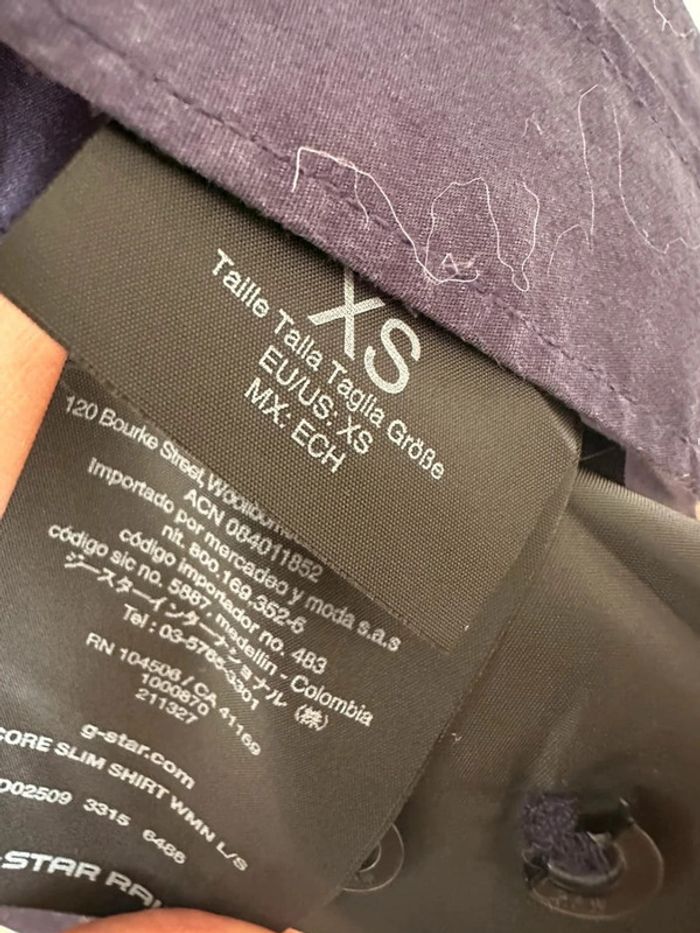 XS
Taille Talla Taglia Größe
EU/US: XS
MX: ECH
120 Bourke Street,
ACN 084011852
Importado por mercadeo y moda s.a.s
nit. 800.169.352-6
código importador no. 483
código sic no. 5887. medellin - Colombia
ジースターインターナショナル (株)
Tel : 03-5765-3301
RN 104506 / CA 41169
1000870
211327
g-star.com
CORE SLIM SHIRT WMN L/S
D02509 3315 6486
-STAR RA